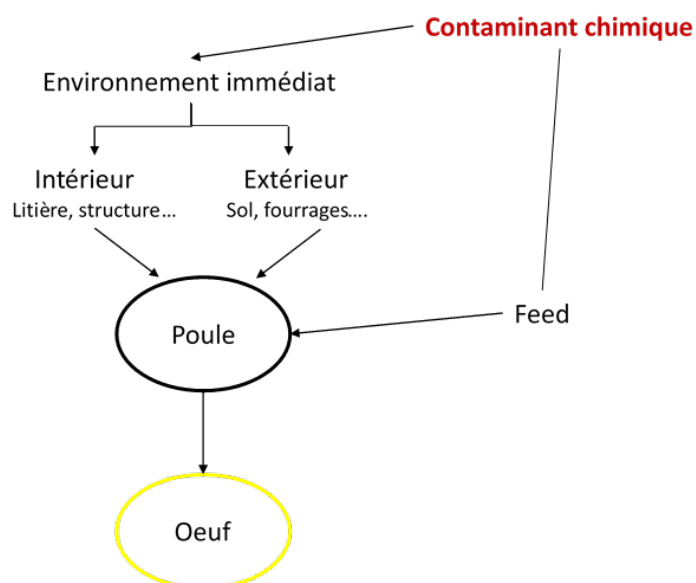 Contaminant chimique
Environnement immédiat
Intérieur
Extérieur
Litière, structure...
Sol, fourrages....
Poule
Feed
Oeuf